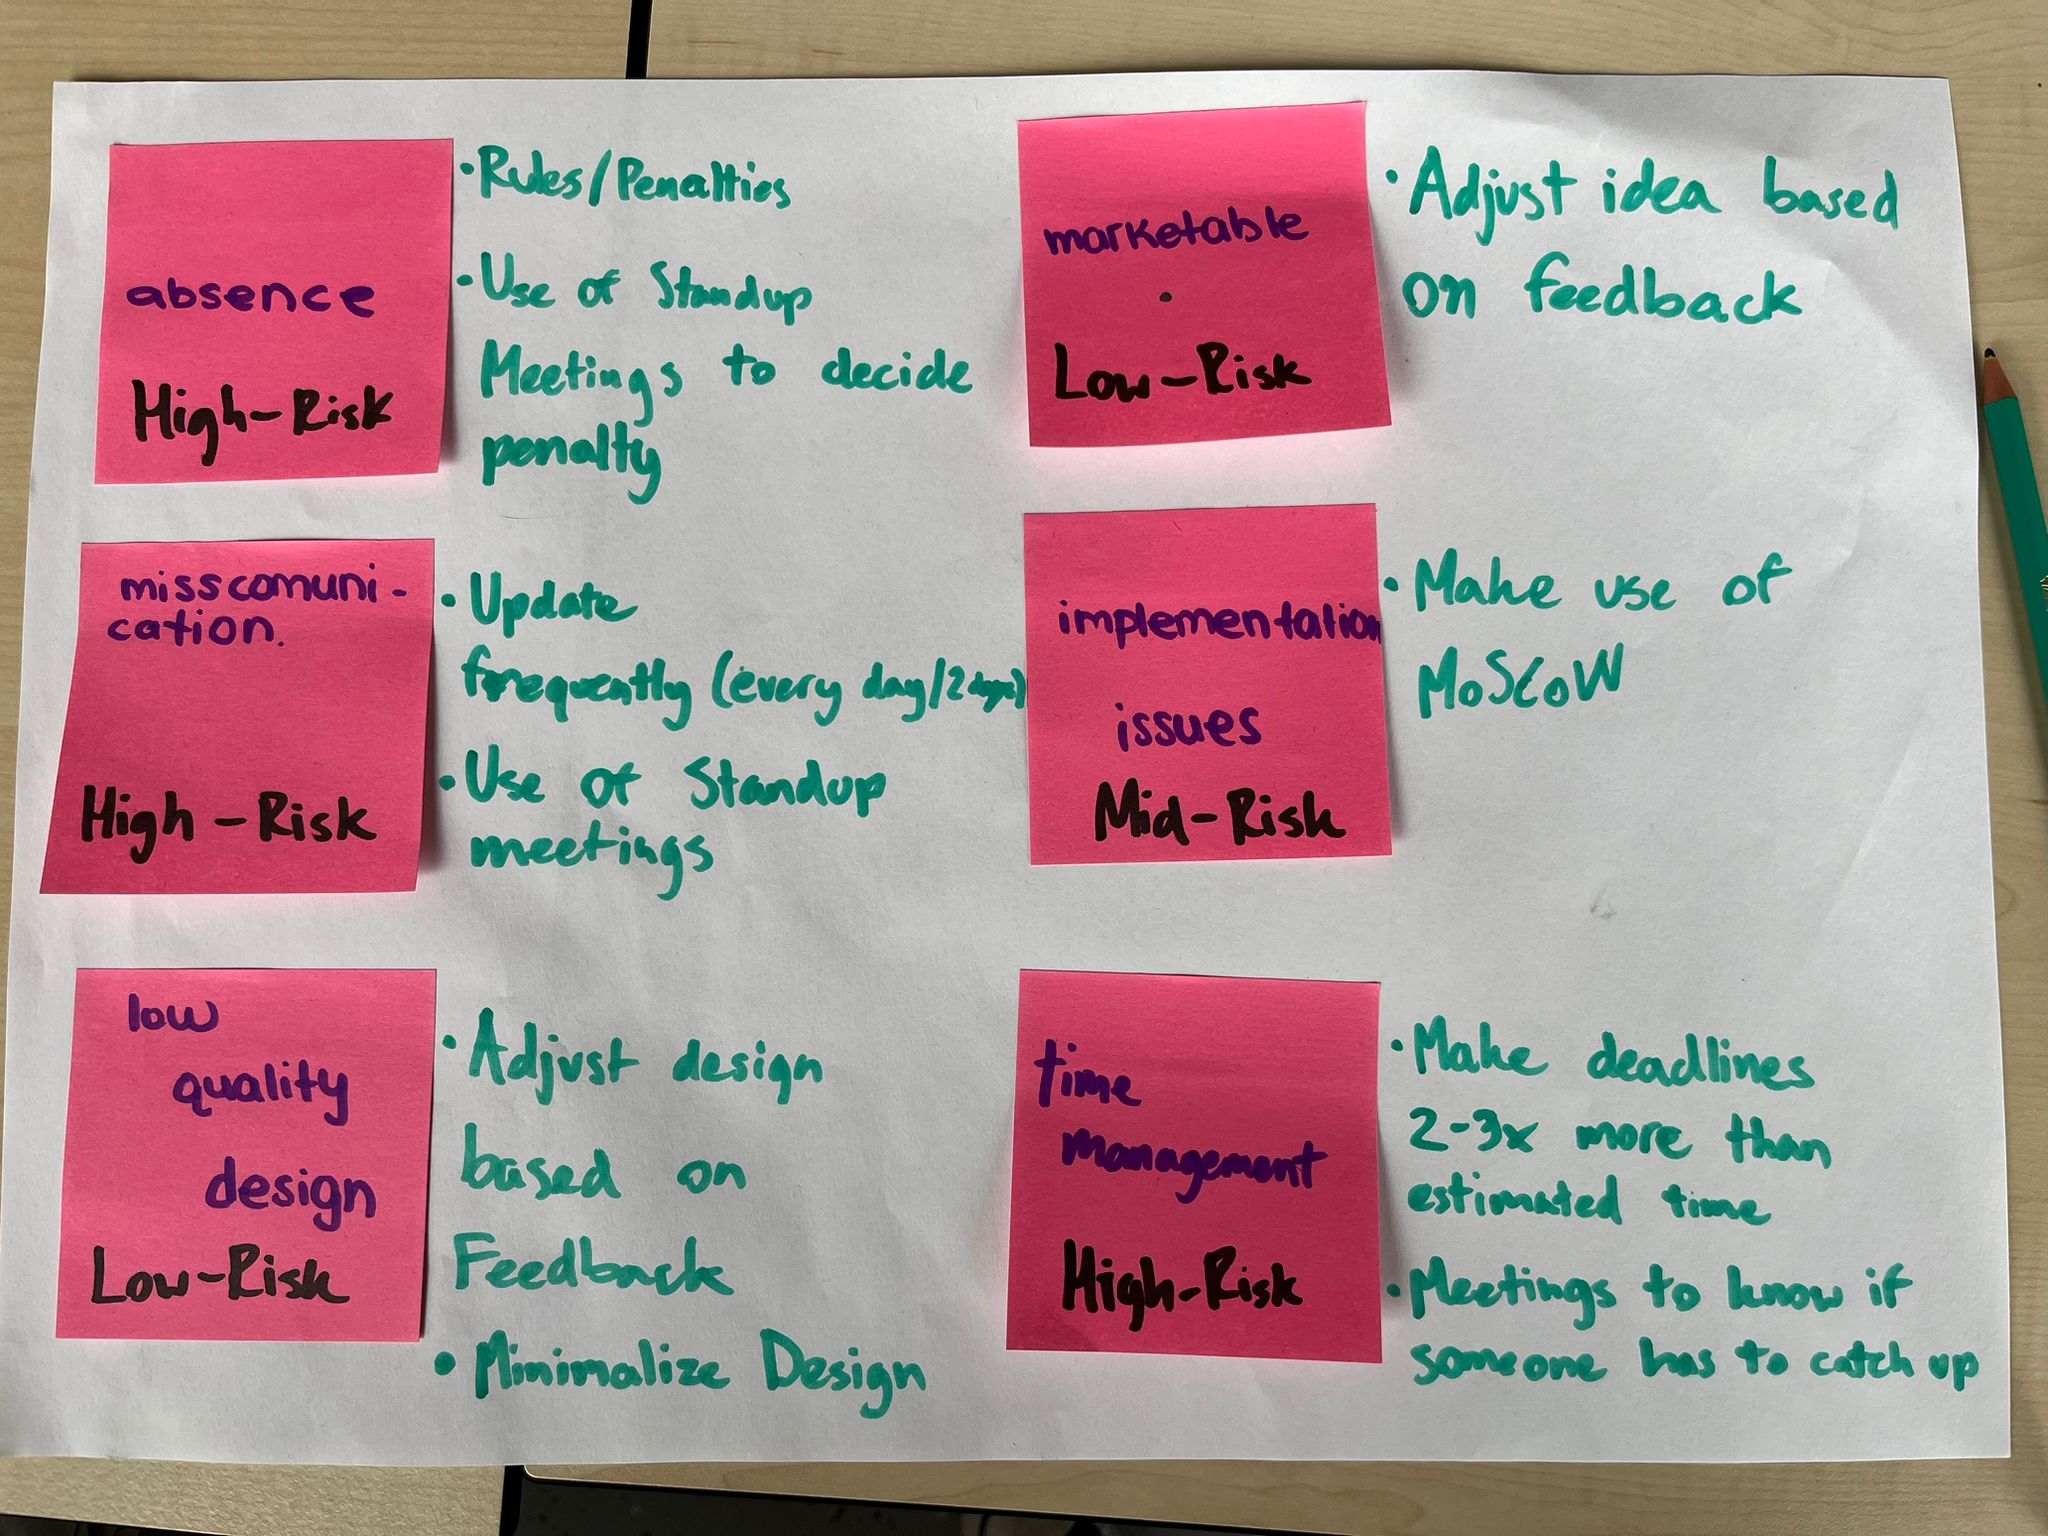 absence
High-Risk
• Rules/Penalties
• Use of Standup
Meetings to decide
penalty
misscomuni-
cation.
High-Risk
• Update
frequently (every day/2 days)
• Use of Standup
meetings
low
quality
design
Low-Risk
• Adjust design
based on
Feedback
• Minimalize Design
marketable
Low-Risk
• Adjust idea based
on feedback
implementation
issues
Mid-Risk
• Make use of
MoSCoW
time
management
High-Risk
• Make deadlines
2-3x more than
estimated time
• Meetings to know if
someone has to catch up